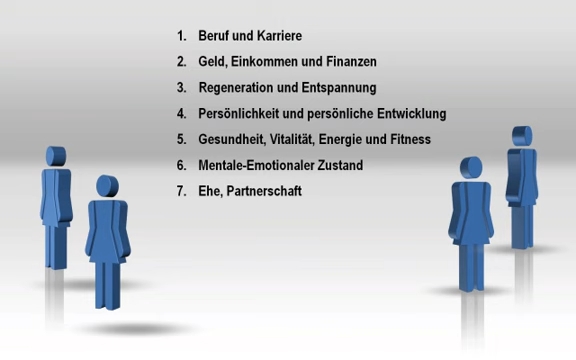 1. Beruf und Karriere
2. Geld, Einkommen und Finanzen
3. Regeneration und Entspannung
4. Persönlichkeit und persönliche Entwicklung
5. Gesundheit, Vitalität, Energie und Fitness
6. Mentale-Emotionaler Zustand
7. Ehe, Partnerschaft